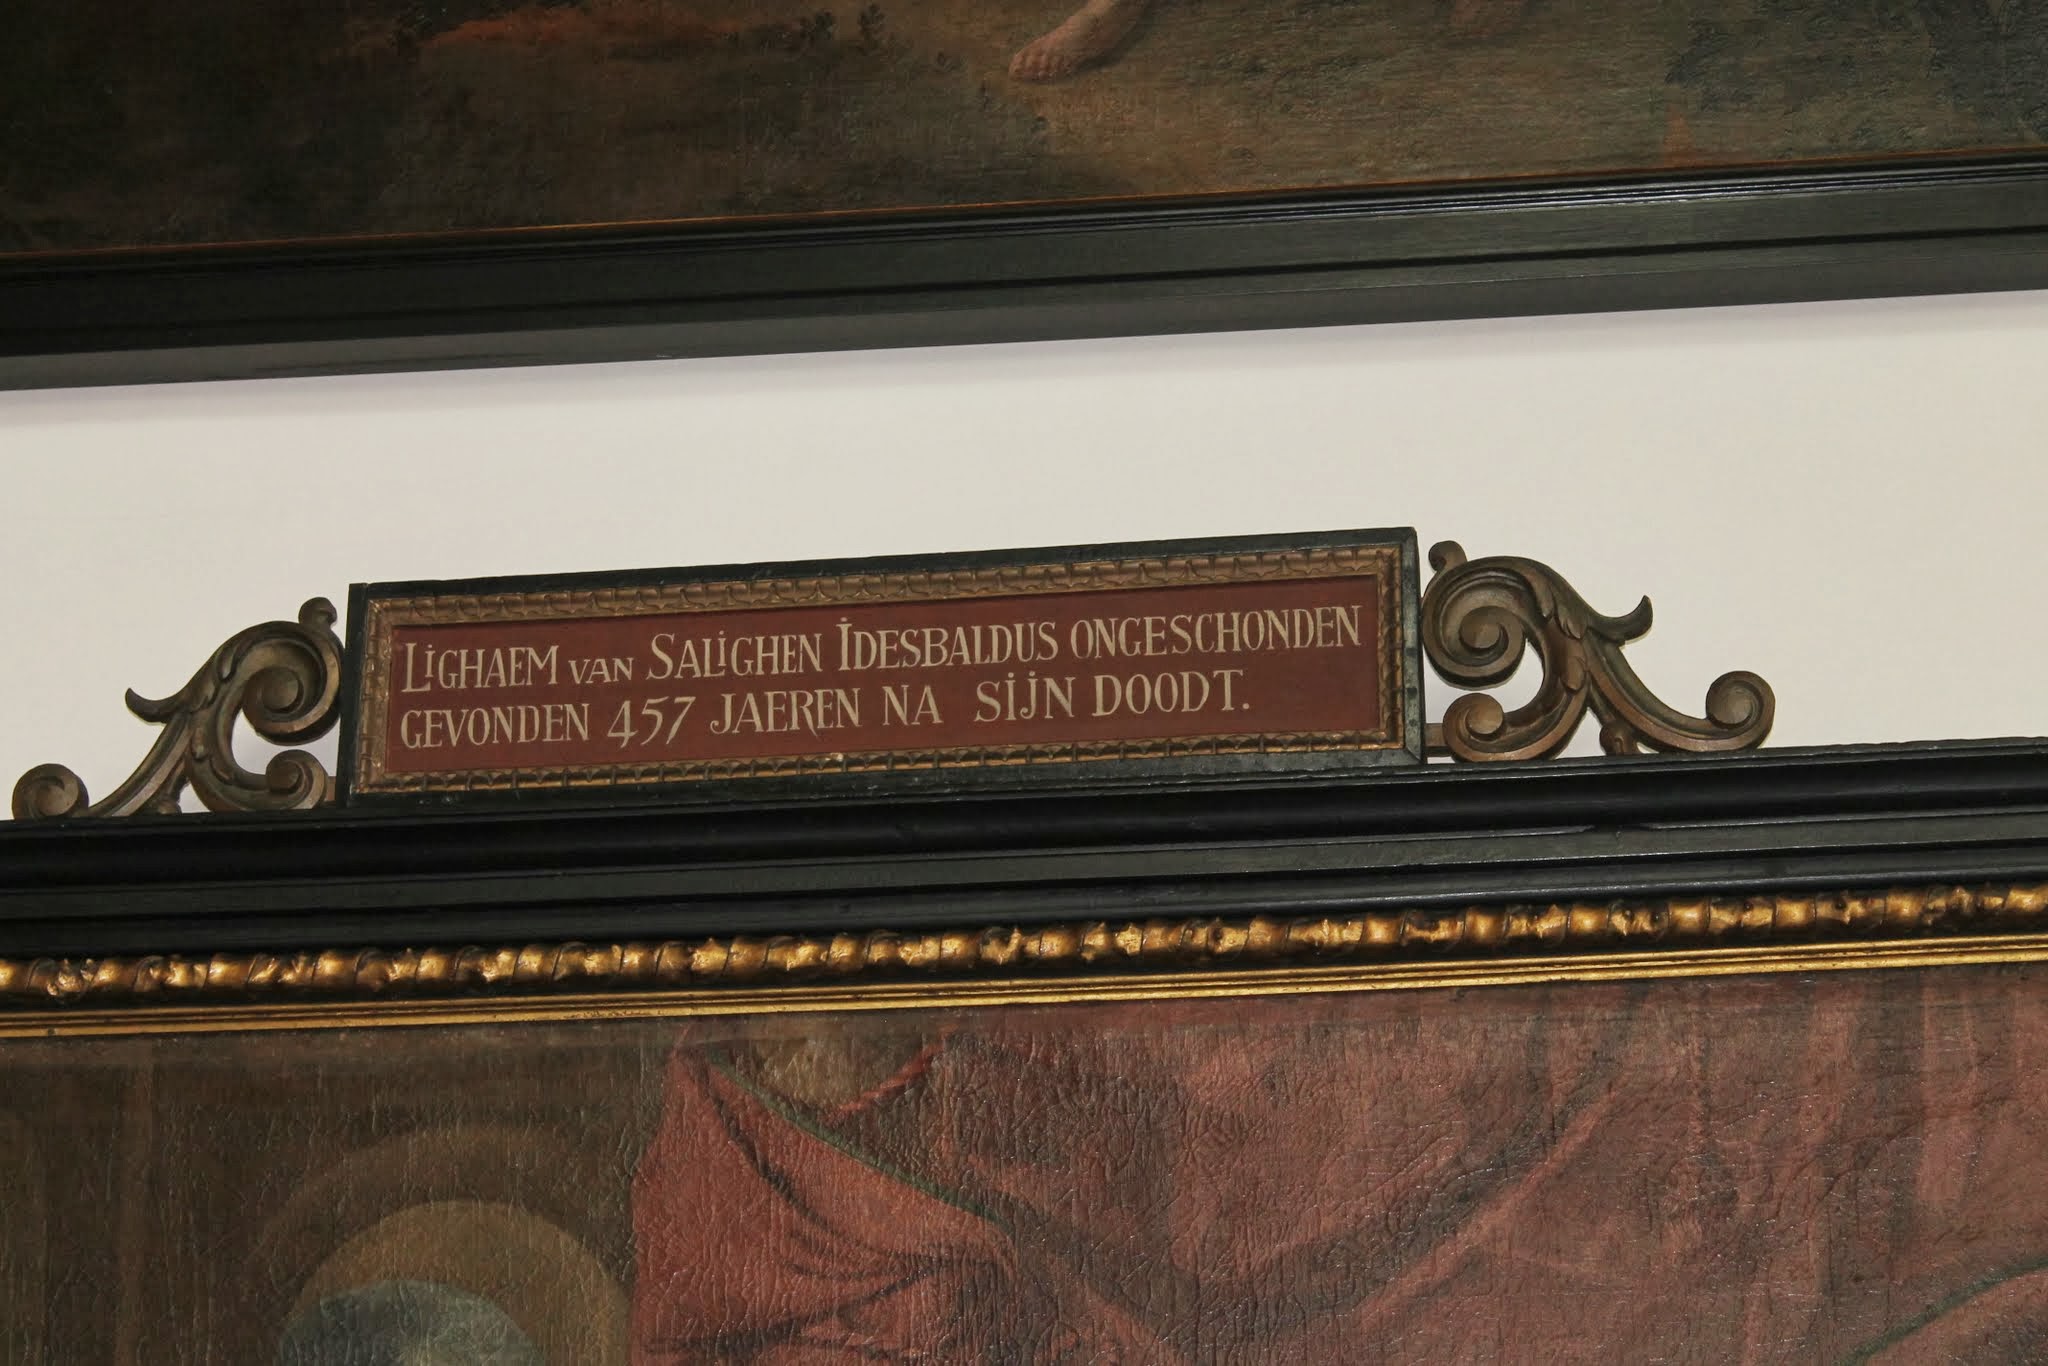 LiGHAEM VAN SALiGHEN IDESBALDUS ONGESCHONDEN
GEVONDEN 457 JAEREN NA SIJN DOODT.